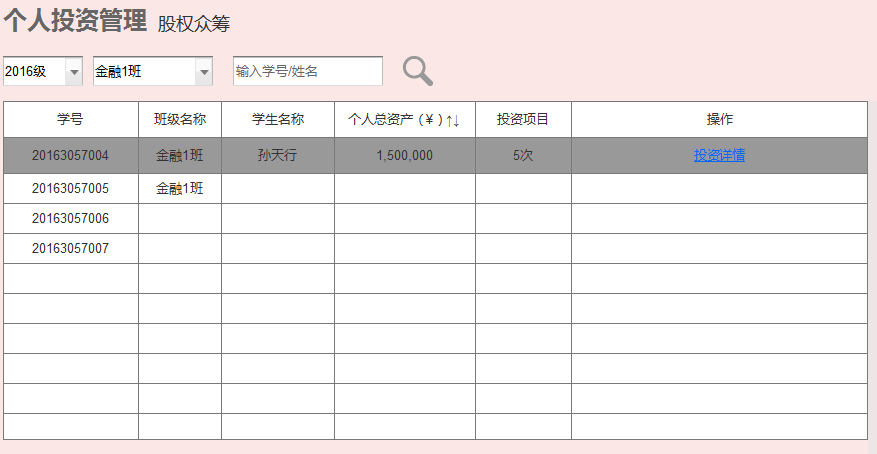 个人投资管理 股权众筹
2016级 金融1班 输入学号/姓名
学号 班级名称 学生名称 个人总资产(¥)↑↓ 投资项目 操作
20163057004 金融1班 孙天行 1,500,000 5次 投资详情
20163057005 金融1班
20163057006
20163057007